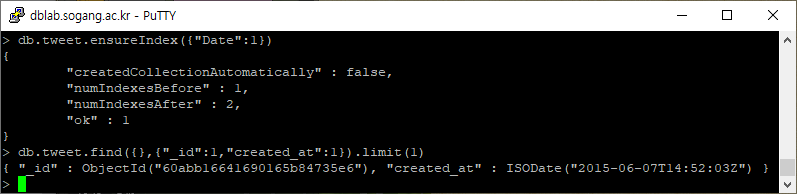 dblab.sogang.ac.kr - PuTTY
> db.tweet.ensureIndex({"Date":1})
{
        "createdCollectionAutomatically" : false,
        "numIndexesBefore" : 1,
        "numIndexesAfter" : 2,
        "ok" : 1
}
> db.tweet.find({},{"_id":1,"created_at":1}).limit(1)
{ "_id" : ObjectId("60abb16641690165b84735e6"), "created_at" : ISODate("2015-06-07T14:52:03Z") }
>